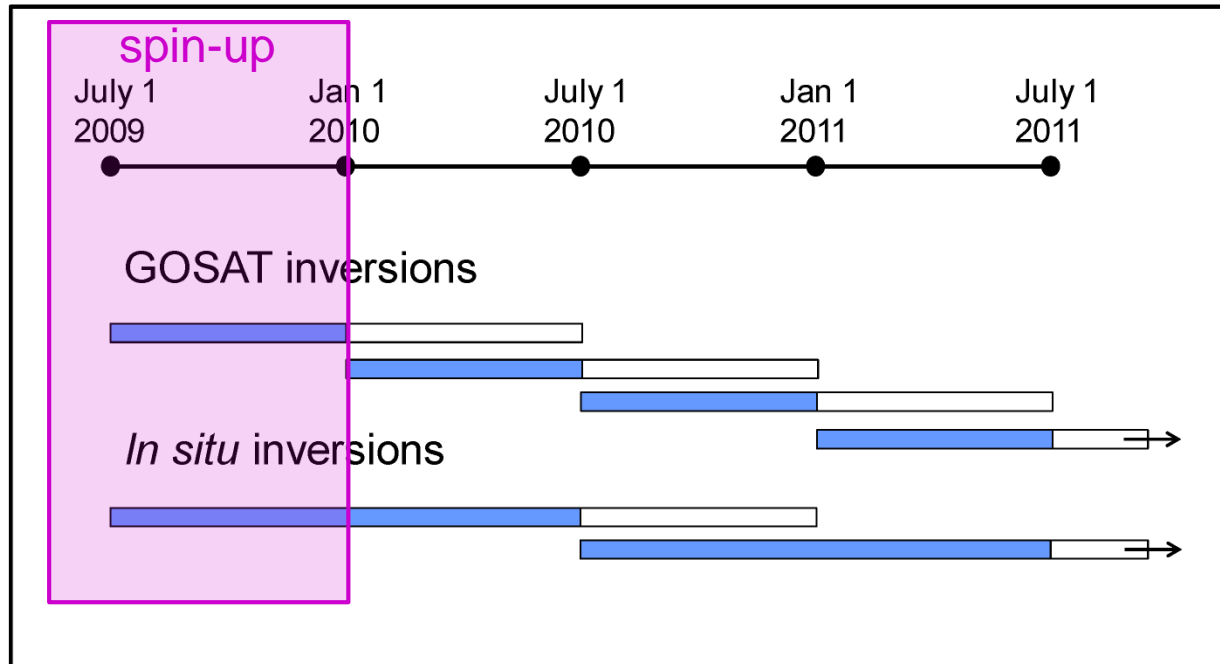 spin-up
July 1 Jan 1 July 1 Jan 1 July 1
2009 2010 2010 2011 2011
GOSAT inversions
In situ inversions